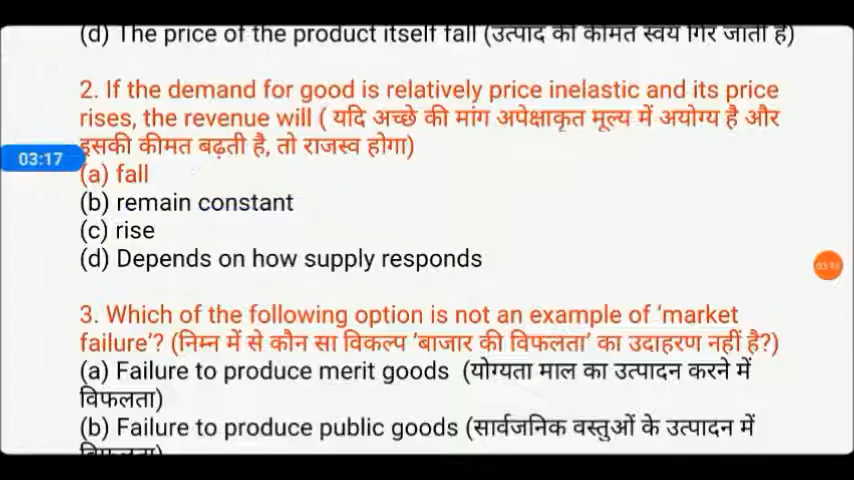 (d) The price of the product itself fall (उत्पाद की कीमत स्वयं गिर जाती है)
2. If the demand for good is relatively price inelastic and its price
rises, the revenue will ( यदि अच्छे की मांग अपेक्षाकृत मूल्य में अयोग्य है और
इसकी कीमत बढ़ती है, तो राजस्व होगा)
03:17
(a) fall
(b) remain constant
(c) rise
(d) Depends on how supply responds
3. Which of the following option is not an example of ‘market
failure’? (निम्न में से कौन सा विकल्प ‘बाजार की विफलता’ का उदाहरण नहीं है?)
(a) Failure to produce merit goods (योग्यता माल का उत्पादन करने में
विफलता)
(b) Failure to produce public goods (सार्वजनिक वस्तुओं के उत्पादन में
विफलता)